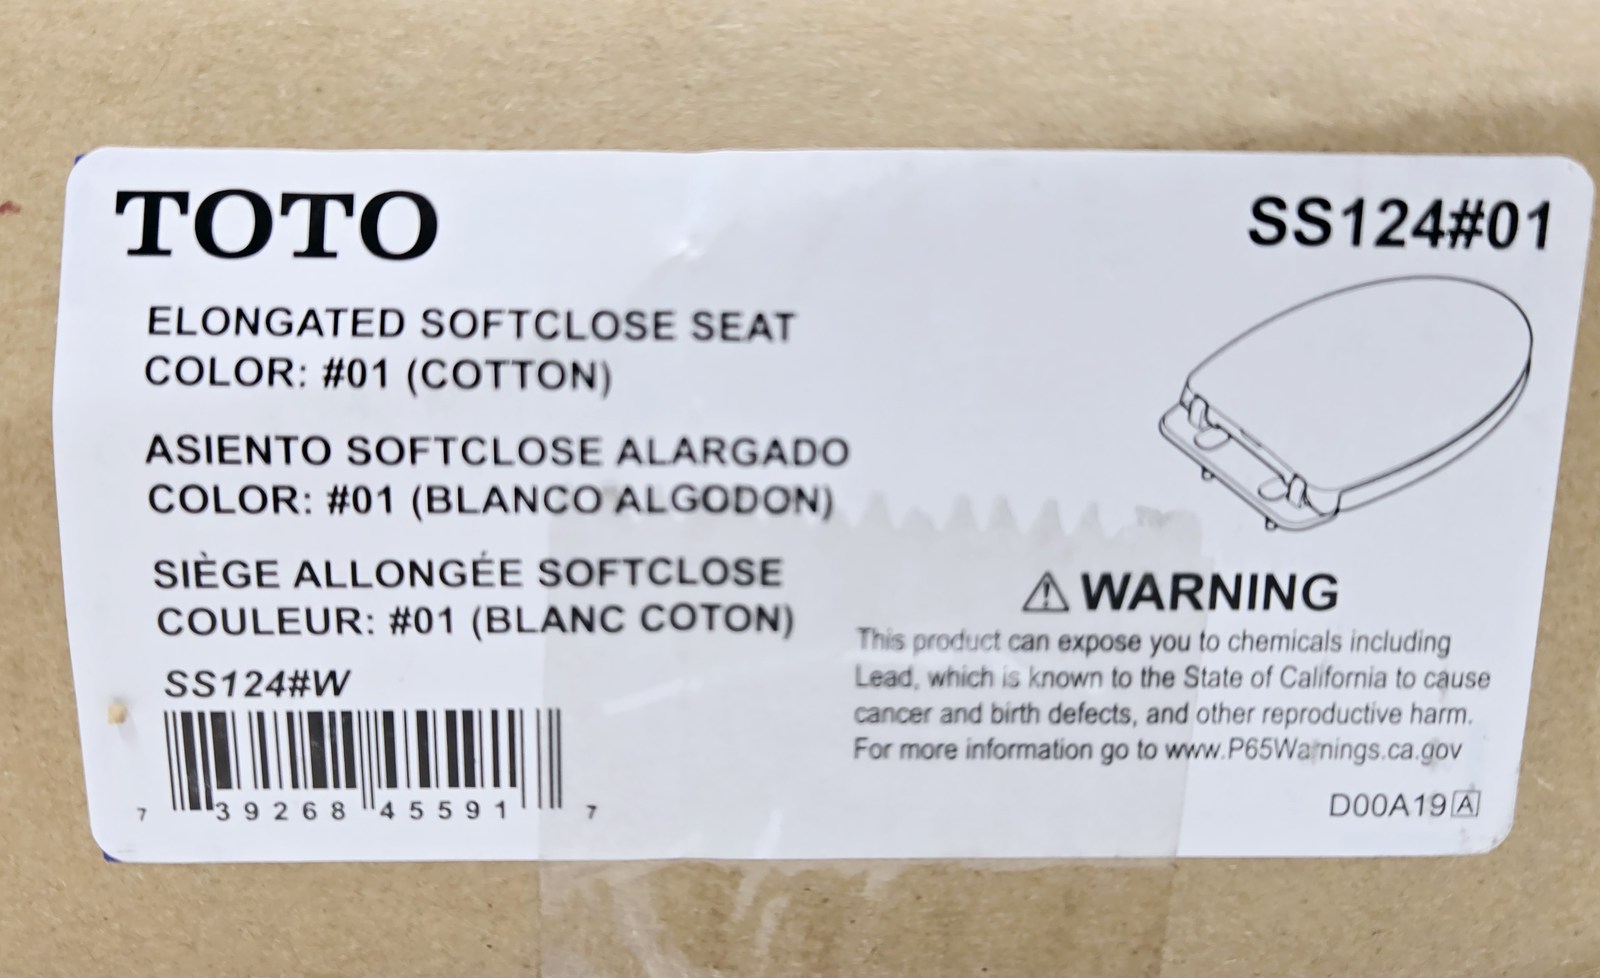 TOTO
SS124#01
ELONGATED SOFTCLOSE SEAT
COLOR: #01 (COTTON)
ASIENTO SOFTCLOSE ALARGADO
COLOR: #01 (BLANCO ALGODON)
SIÈGE ALLONGÉE SOFTCLOSE
COULEUR: #01 (BLANC COTON)
SS124#W
7 39268 45591 7
WARNING
This product can expose you to chemicals including
Lead, which is known to the State of California to cause
cancer and birth defects, and other reproductive harm.
For more information go to www.P65Warnings.ca.gov
D00A19 A